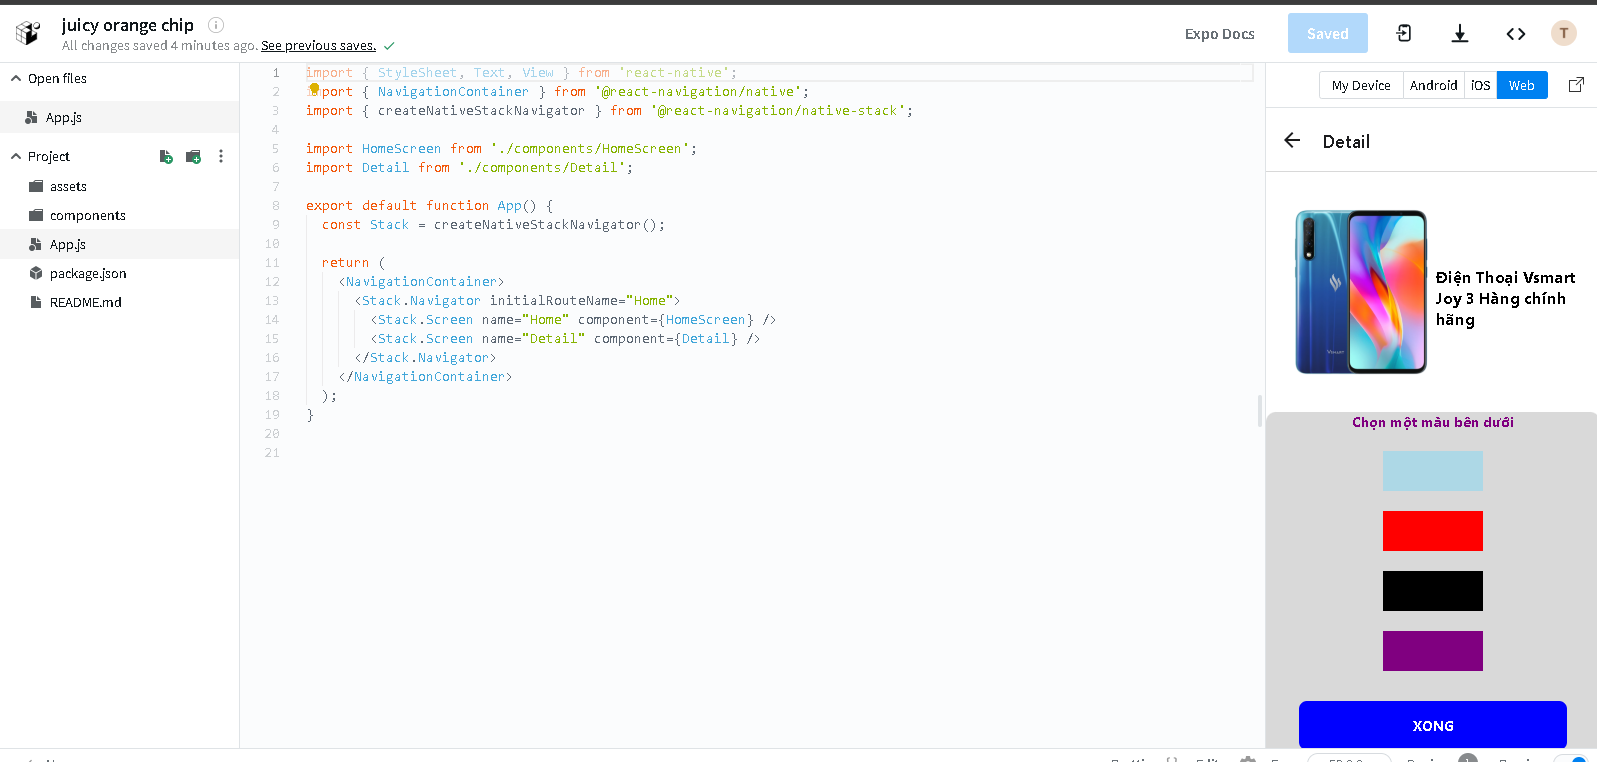 juicy orange chip
All changes saved 4 minutes ago. See previous saves.
Expo Docs
Saved
T
Open files
App.js
Project
assets
components
App.js
package.json
README.md
1 import { StyleSheet, Text, View } from 'react-native';
2 import { NavigationContainer } from '@react-navigation/native';
3 import { createNativeStackNavigator } from '@react-navigation/native-stack';
4
5 import HomeScreen from './components/HomeScreen';
6 import Detail from './components/Detail';
7
8 export default function App() {
9 const Stack = createNativeStackNavigator();
10
11 return (
12 <NavigationContainer>
13 <Stack.Navigator initialRouteName="Home">
14 <Stack.Screen name="Home" component={HomeScreen} />
15 <Stack.Screen name="Detail" component={Detail} />
16 </Stack.Navigator>
17 </NavigationContainer>
18 );
19 }
20
21
My Device
Android
iOS
Web
Detail
Điện Thoại Vsmart
Joy 3 Hàng chính
hãng
Chọn một màu bên dưới
XONG